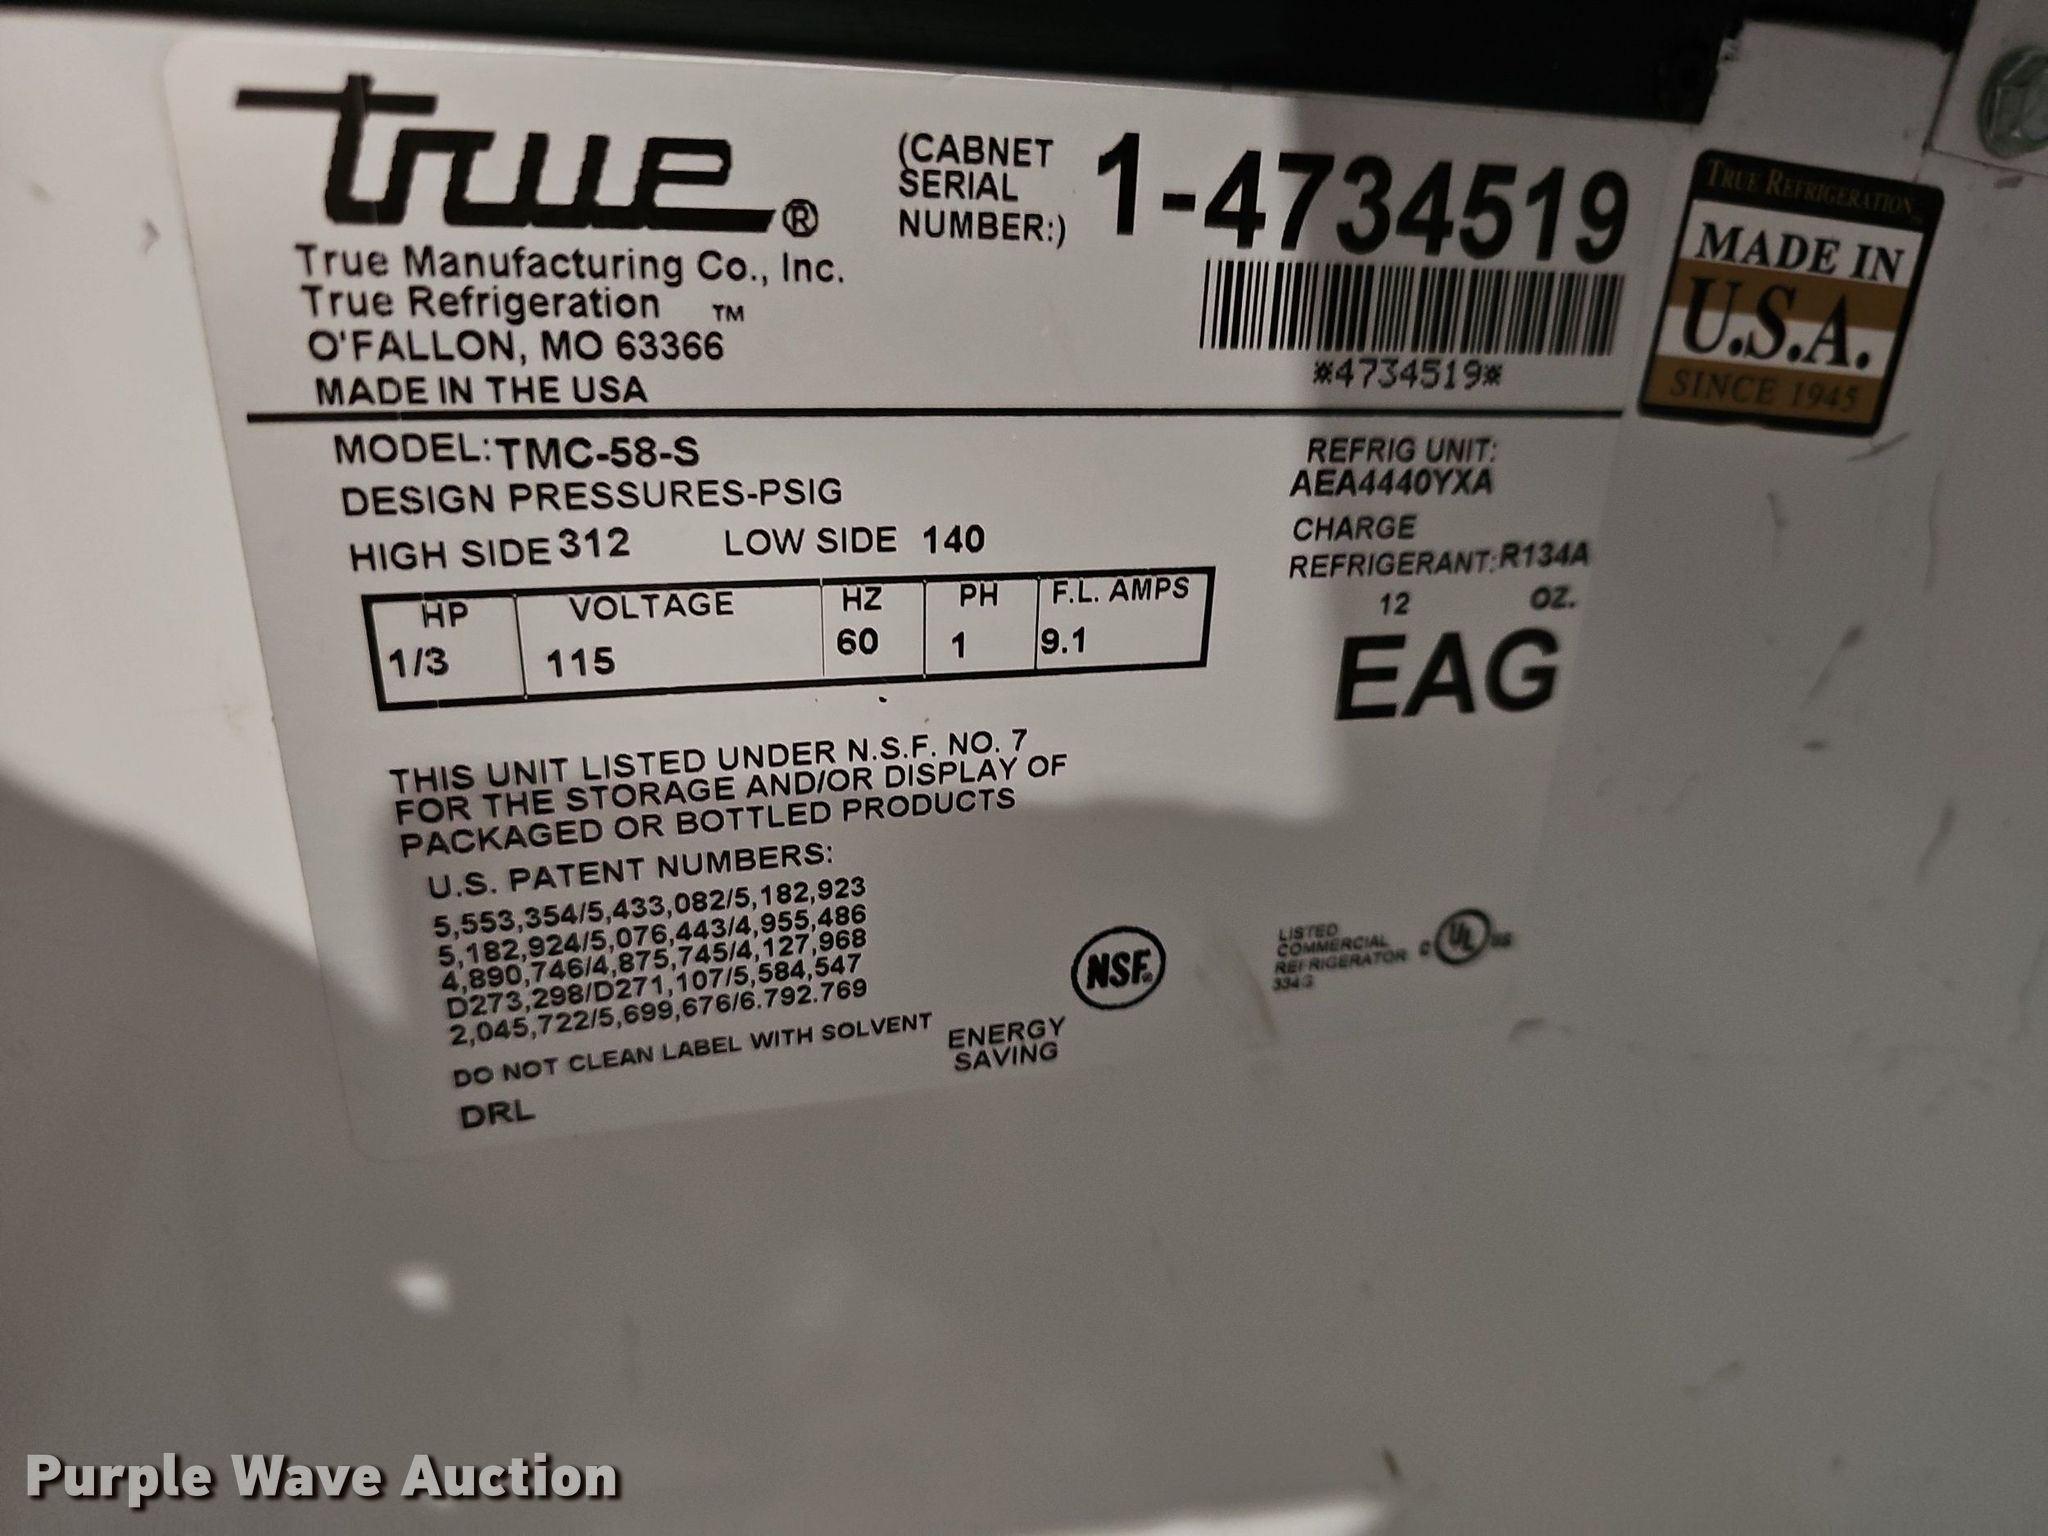 true®
True Manufacturing Co., Inc.
True Refrigeration TM
O'FALLON, MO 63366
MADE IN THE USA
(CABNET
SERIAL
NUMBER:)
1-4734519
*4734519*
TRUE REFRIGERATION
MADE IN
U.S.A.
SINCE 1945
MODEL: TMC-58-S
DESIGN PRESSURES-PSIG
HIGH SIDE 312 LOW SIDE 140
HP VOLTAGE HZ PH F.L. AMPS
1/3 115 60 1 9.1
REFRIG UNIT:
AEA4440YXA
CHARGE
REFRIGERANT: R134A
12 OZ.
EAG
THIS UNIT LISTED UNDER N.S.F. NO. 7
FOR THE STORAGE AND/OR DISPLAY OF
PACKAGED OR BOTTLED PRODUCTS
U.S. PATENT NUMBERS:
5,553,354/5,433,082/5,182,923
5,182,924/5,076,443/4,955,486
4,890,746/4,875,745/4,127,968
D273,298/D271,107/5,584,547
2,045,722/5,699,676/6.792.769
DO NOT CLEAN LABEL WITH SOLVENT
DRL
ENERGY
SAVING
NSF®
LISTED
COMMERCIAL
REFRIGERATOR
334G
C UL US
Purple Wave Auction